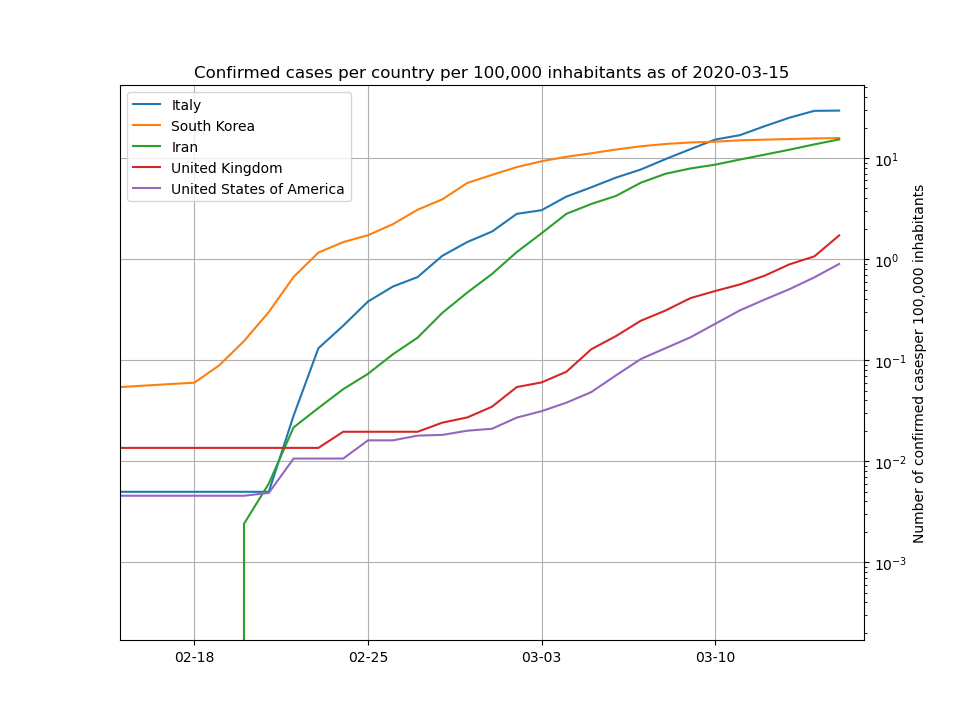 Confirmed cases per country per 100,000 inhabitants as of 2020-03-15
Italy
South Korea
Iran
United Kingdom
United States of America
10¹
10⁰
10⁻¹
10⁻²
10⁻³
Number of confirmed casesper 100,000 inhabitants
02-18 02-25 03-03 03-10